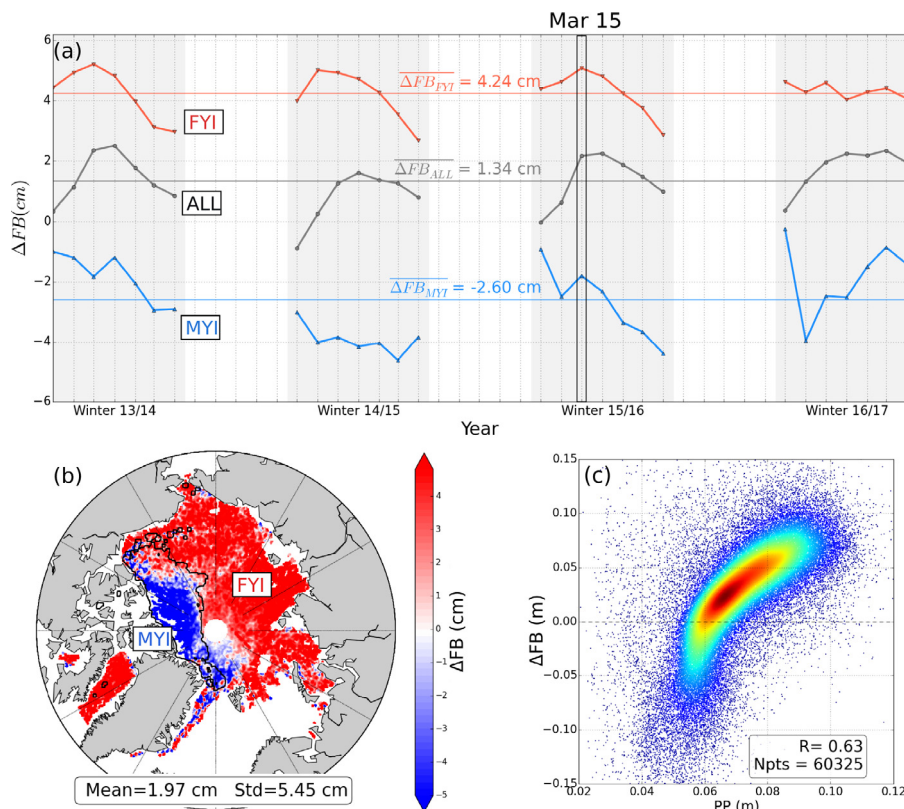 Mar 15
(a)
6
4
2
0
−2
−4
−6
ΔFB(cm)
FYI
ALL
MYI
ΔFB_FYI = 4.24 cm
ΔFB_ALL = 1.34 cm
ΔFB_MYI = -2.60 cm
Winter 13/14 Winter 14/15 Winter 15/16 Winter 16/17
Year
(b)
FYI
MYI
4
3
2
1
0
−1
−2
−3
−4
−5
ΔFB (cm)
Mean=1.97 cm Std=5.45 cm
(c)
0.15
0.10
0.05
0.00
−0.05
−0.10
−0.15
ΔFB (m)
R= 0.63
Npts = 60325
0.02 0.04 0.06 0.08 0.10 0.12
PP (m)